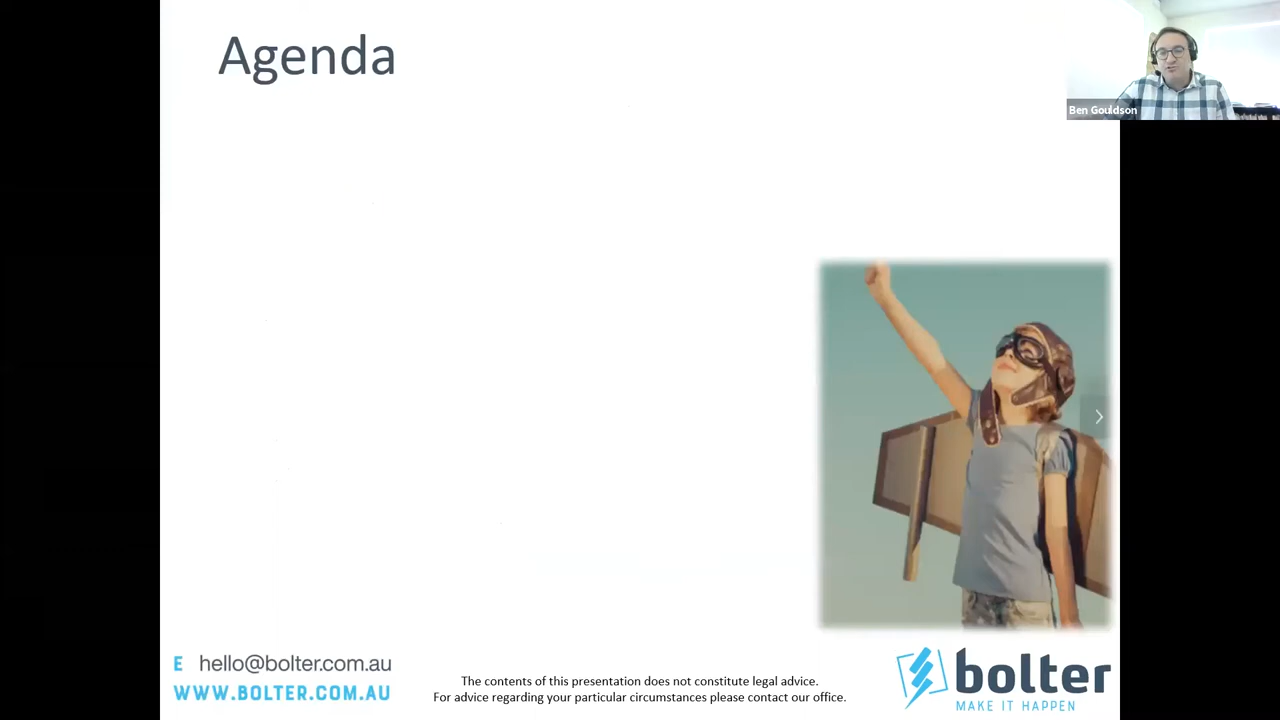 Agenda
Ben Gouldson
E hello@bolter.com.au
WWW.BOLTER.COM.AU
The contents of this presentation does not constitute legal advice.
For advice regarding your particular circumstances please contact our office.
bolter
MAKE IT HAPPEN